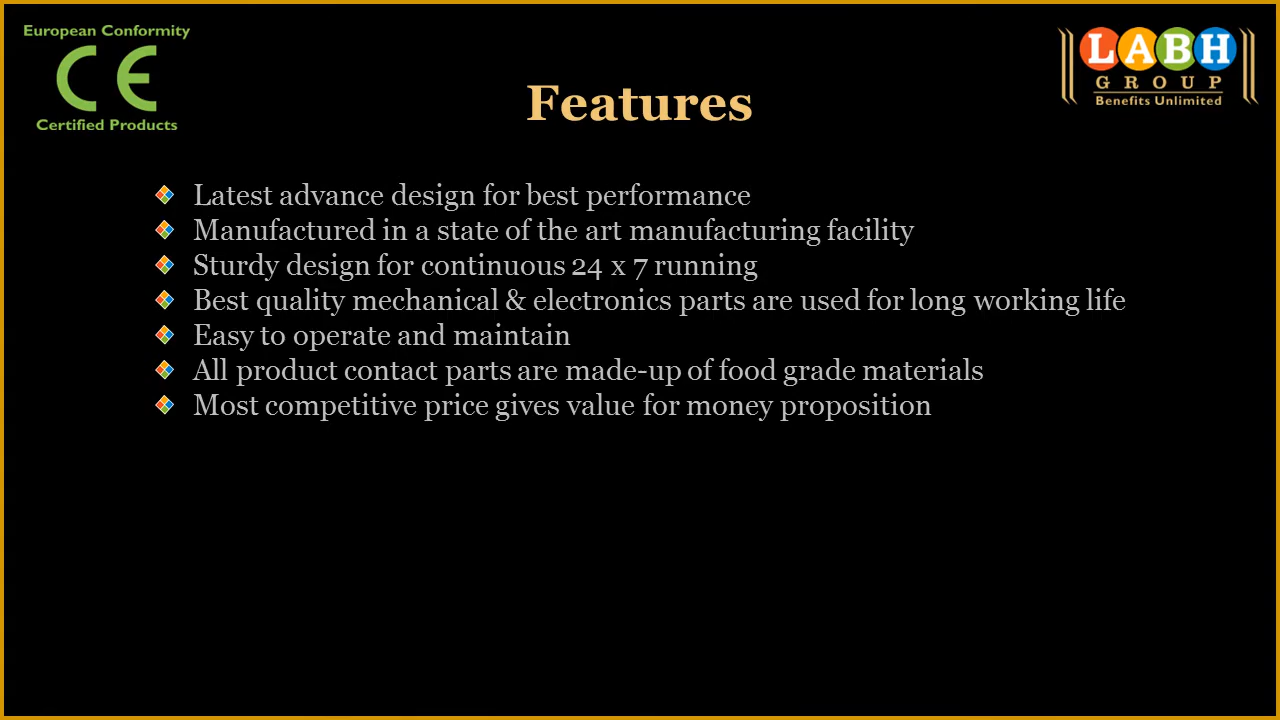 European Conformity
CE
Certified Products
LABH
GROUP
Benefits Unlimited
Features
Latest advance design for best performance
Manufactured in a state of the art manufacturing facility
Sturdy design for continuous 24 x 7 running
Best quality mechanical & electronics parts are used for long working life
Easy to operate and maintain
All product contact parts are made-up of food grade materials
Most competitive price gives value for money proposition